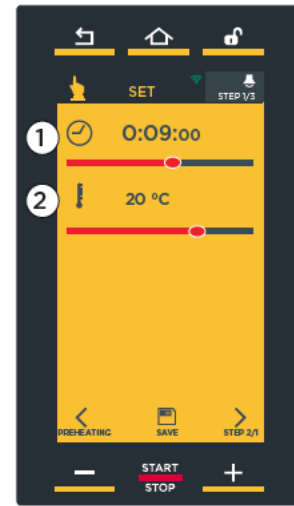 SET
STEP 1/3
1
0:09:00
2
20 °C
PREHEATING
SAVE
STEP 2/1
START
STOP